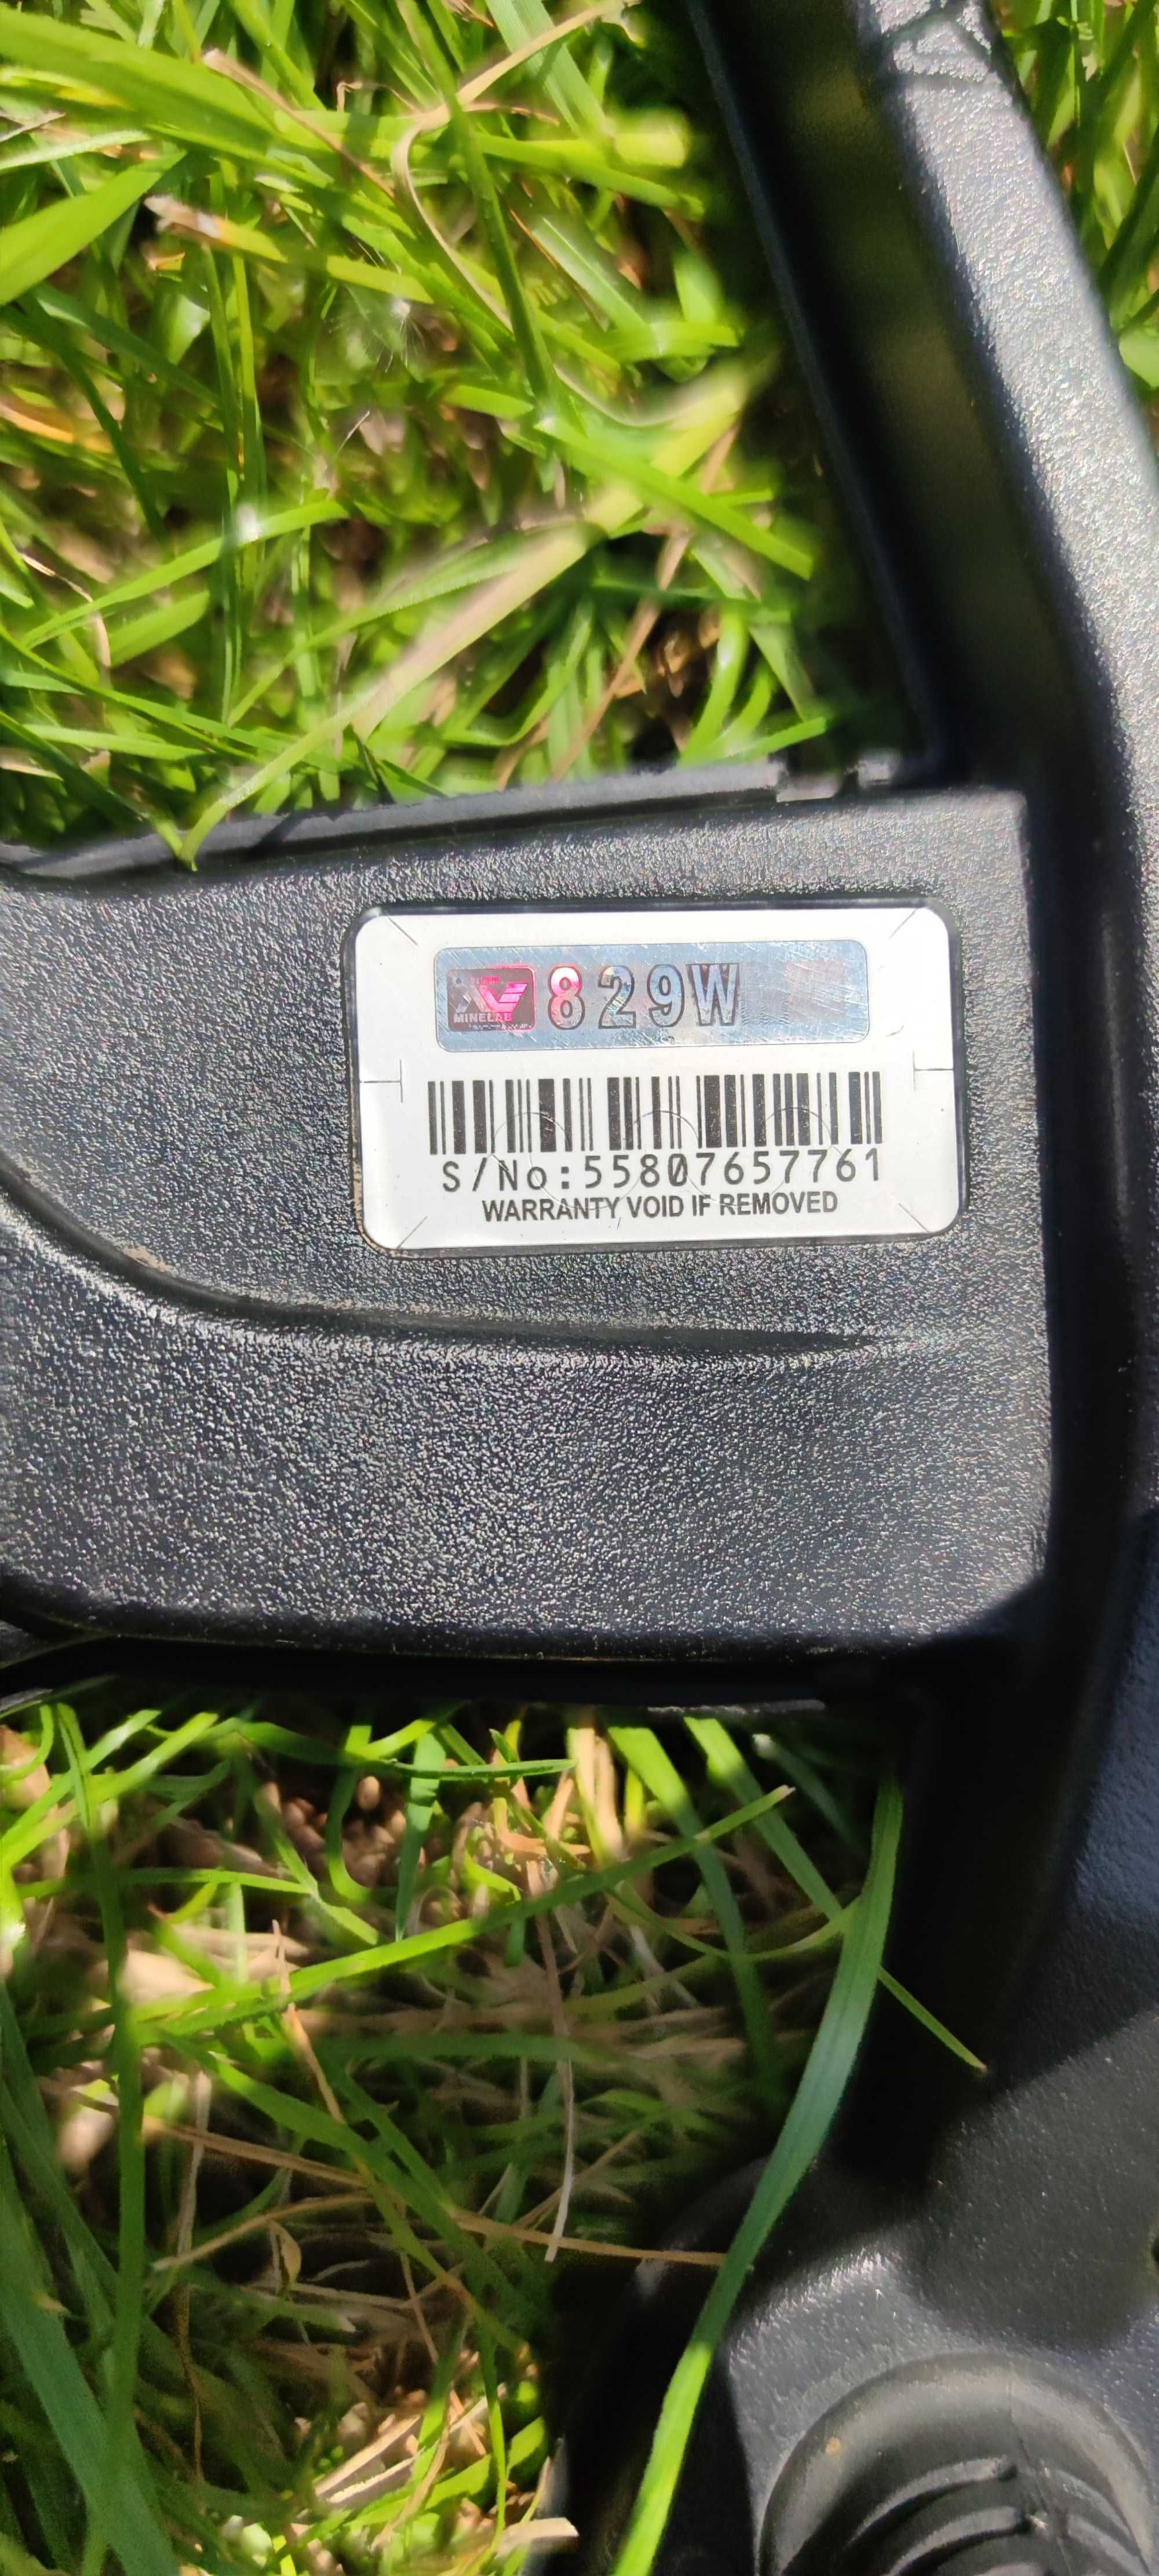 MINELAB 829W
S/No:55807657761
WARRANTY VOID IF REMOVED